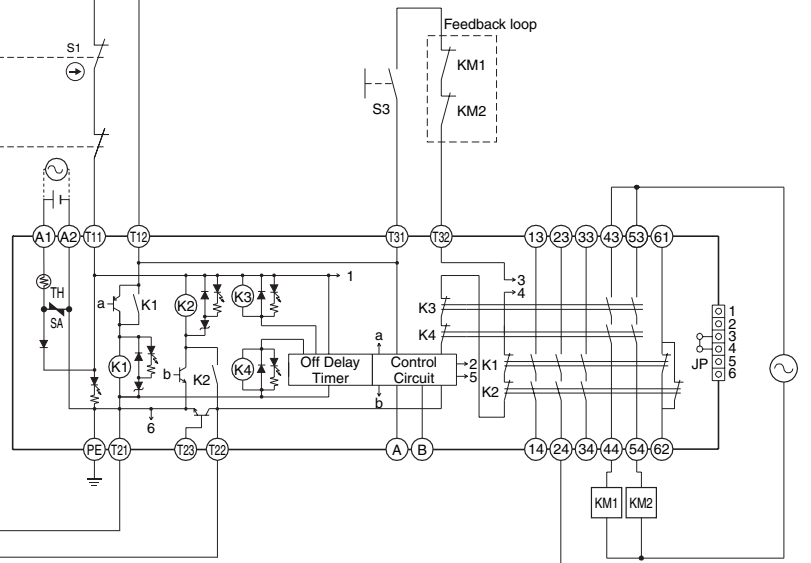 Feedback loop
S1
KM1
S3
KM2
A1 A2 T11 T12 T31 T32 13 23 33 43 53 61
1
3
4
TH
a K1 K2 K3
SA
K3
K4
1
2
3
4
5
6
JP
a
K1 b K2 K4
Off Delay Timer
Control Circuit
2
5
K1
K2
b
6
PE T21 T23 T22 A B 14 24 34 44 54 62
KM1 KM2